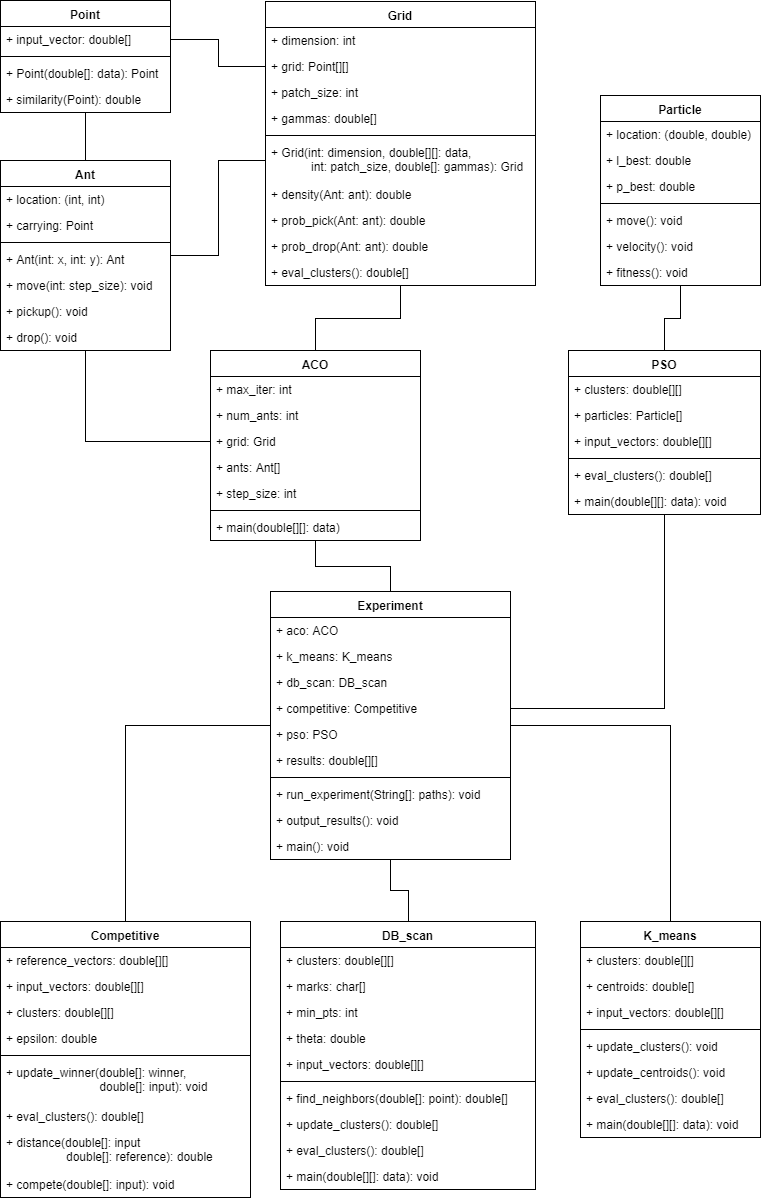 Point
+ input_vector: double[]
+ Point(double[]: data): Point
+ similarity(Point): double
Grid
+ dimension: int
+ grid: Point[][]
+ patch_size: int
+ gammas: double[]
+ Grid(int: dimension, double[][]: data,
int: patch_size, double[]: gammas): Grid
+ density(Ant: ant): double
+ prob_pick(Ant: ant): double
+ prob_drop(Ant: ant): double
+ eval_clusters(): double[]
Particle
+ location: (double, double)
+ l_best: double
+ p_best: double
+ move(): void
+ velocity(): void
+ fitness(): void
Ant
+ location: (int, int)
+ carrying: Point
+ Ant(int: x, int: y): Ant
+ move(int: step_size): void
+ pickup(): void
+ drop(): void
ACO
+ max_iter: int
+ num_ants: int
+ grid: Grid
+ ants: Ant[]
+ step_size: int
+ main(double[][]: data)
PSO
+ clusters: double[][]
+ particles: Particle[]
+ input_vectors: double[][]
+ eval_clusters(): double[]
+ main(double[][]: data): void
Experiment
+ aco: ACO
+ k_means: K_means
+ db_scan: DB_scan
+ competitive: Competitive
+ pso: PSO
+ results: double[][]
+ run_experiment(String[]: paths): void
+ output_results(): void
+ main(): void
Competitive
+ reference_vectors: double[][]
+ input_vectors: double[][]
+ clusters: double[][]
+ epsilon: double
+ update_winner(double[]: winner,
double[]: input): void
+ eval_clusters(): double[]
+ distance(double[]: input
double[]: reference): double
+ compete(double[]: input): void
DB_scan
+ clusters: double[][]
+ marks: char[]
+ min_pts: int
+ theta: double
+ input_vectors: double[][]
+ find_neighbors(double[]: point): double[]
+ update_clusters(): double[]
+ eval_clusters(): double[]
+ main(double[][]: data): void
K_means
+ clusters: double[][]
+ centroids: double[]
+ input_vectors: double[][]
+ update_clusters(): void
+ update_centroids(): void
+ eval_clusters(): double[]
+ main(double[][]: data): void